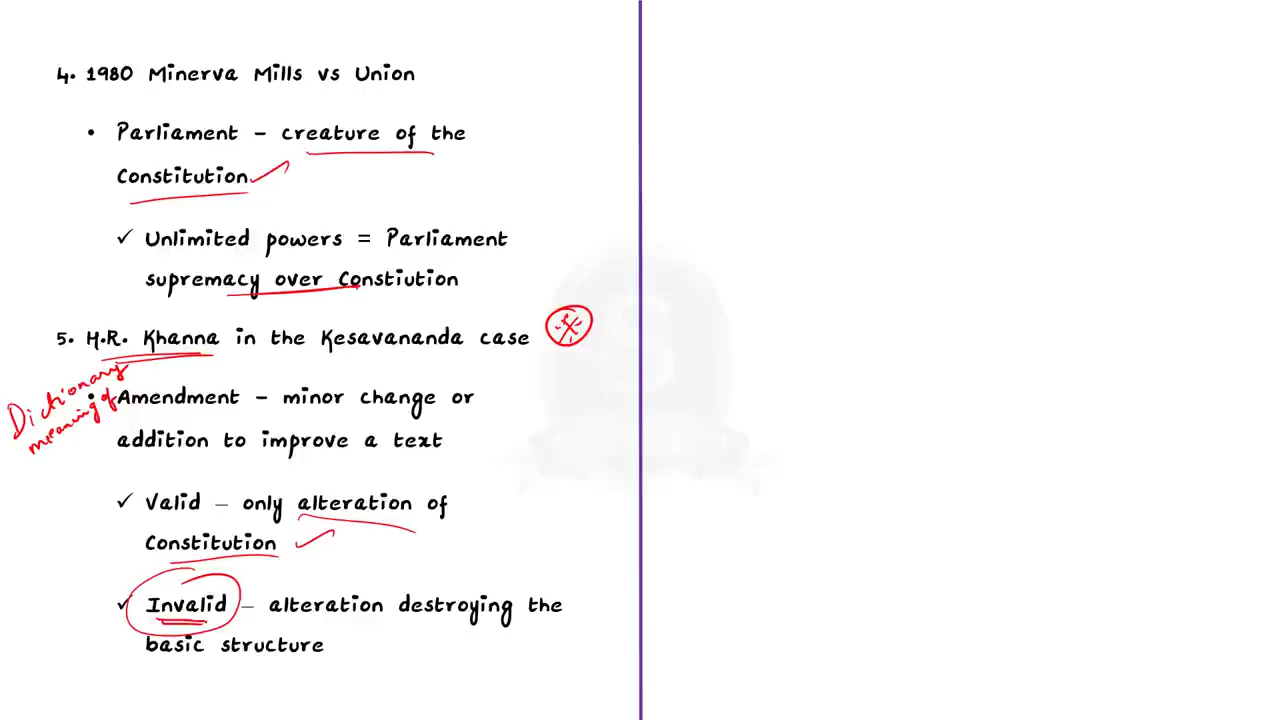 4. 1980 Minerva Mills vs Union
• Parliament – creature of the
Constitution
✓ Unlimited powers = Parliament
supremacy over Constiution
5. H.R. Khanna in the Kesavananda case
Dictionary
meaning of
• Amendment – minor change or
addition to improve a text
✓ Valid – only alteration of
Constitution
✓ Invalid – alteration destroying the
basic structure